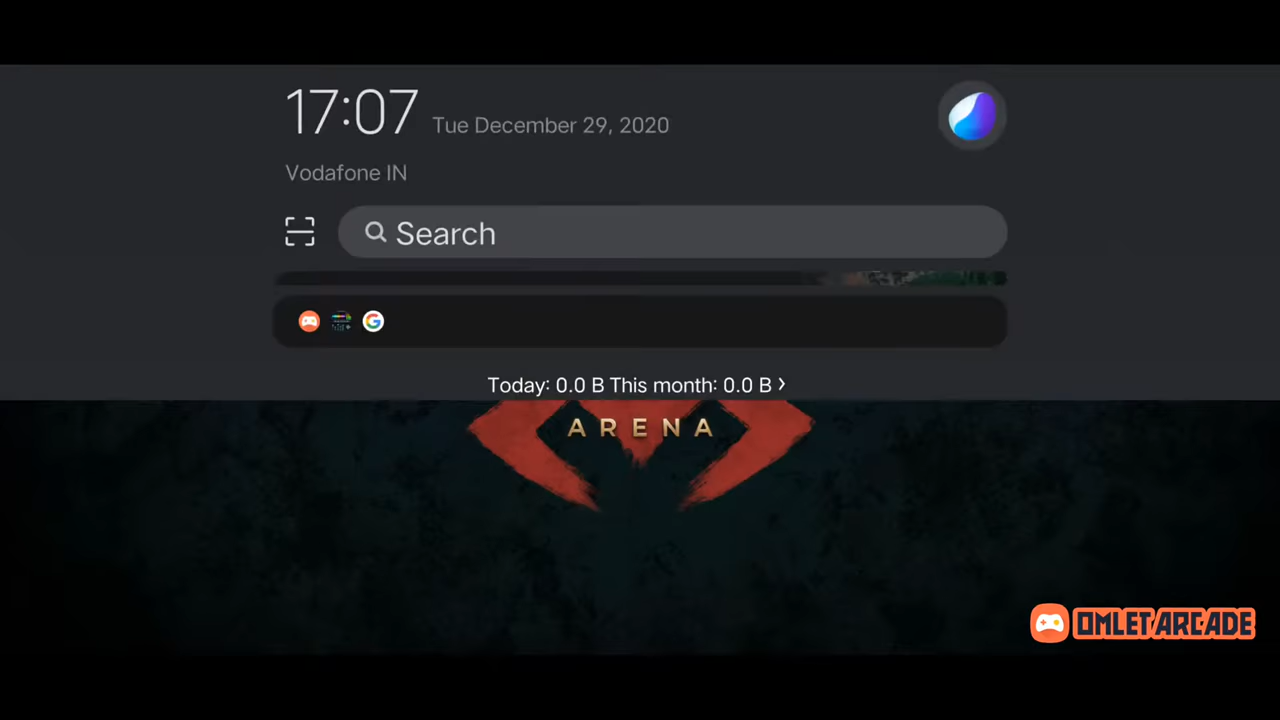 17:07 Tue December 29, 2020
Vodafone IN
Search
Today: 0.0 B This month: 0.0 B >
ARENA
OMLET ARCADE